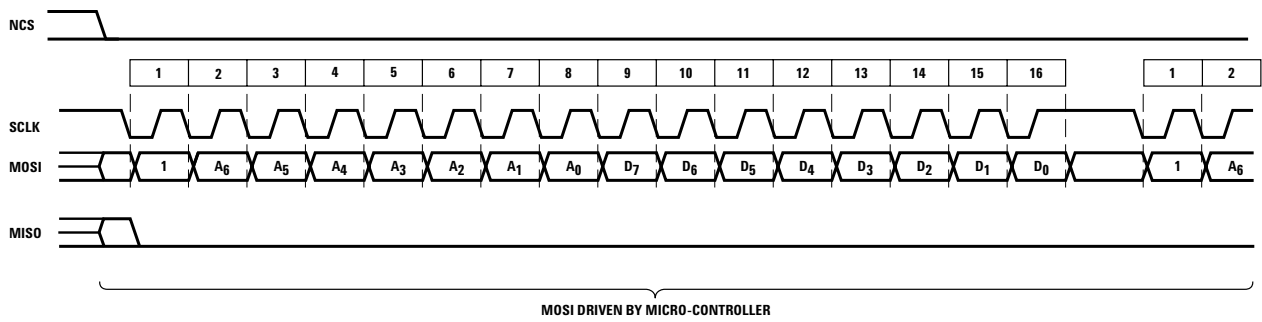 NCS
1 2 3 4 5 6 7 8 9 10 11 12 13 14 15 16 1 2
SCLK
MOSI 1 A6 A5 A4 A3 A2 A1 A0 D7 D6 D5 D4 D3 D2 D1 D0 1 A6
MISO
MOSI DRIVEN BY MICRO-CONTROLLER